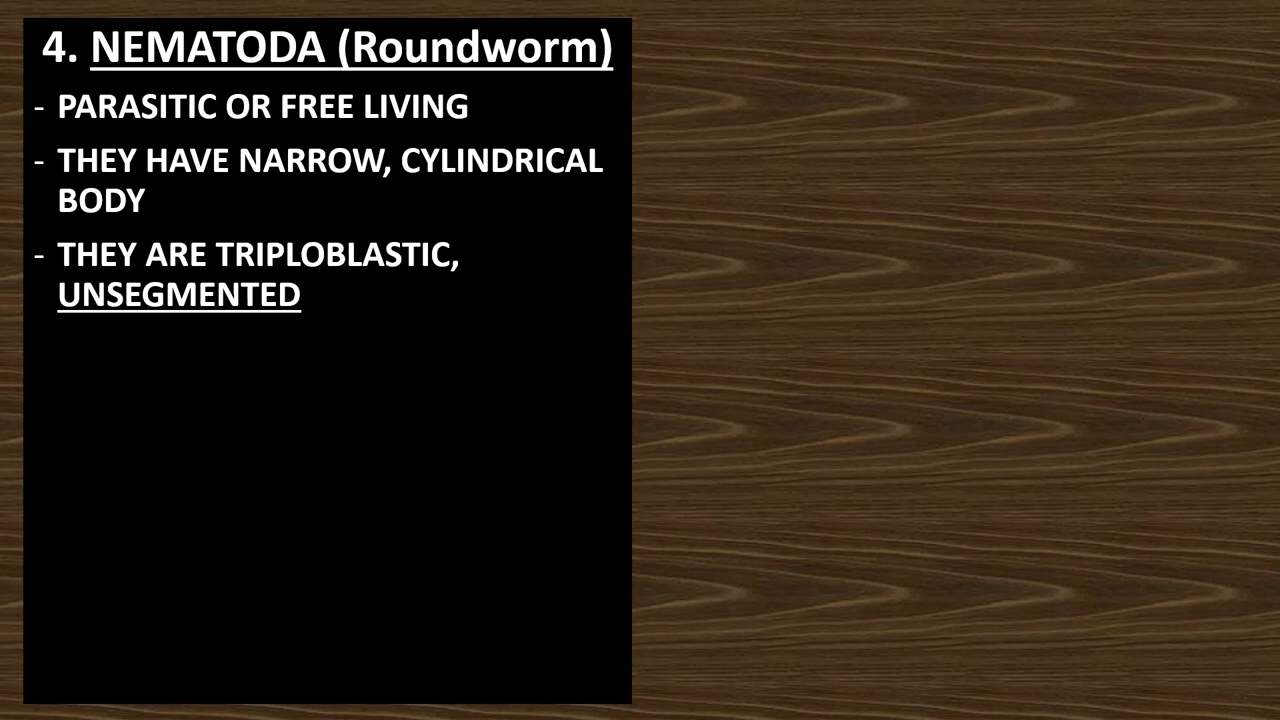 4. NEMATODA (Roundworm)
- PARASITIC OR FREE LIVING
- THEY HAVE NARROW, CYLINDRICAL
BODY
- THEY ARE TRIPLOBLASTIC,
UNSEGMENTED